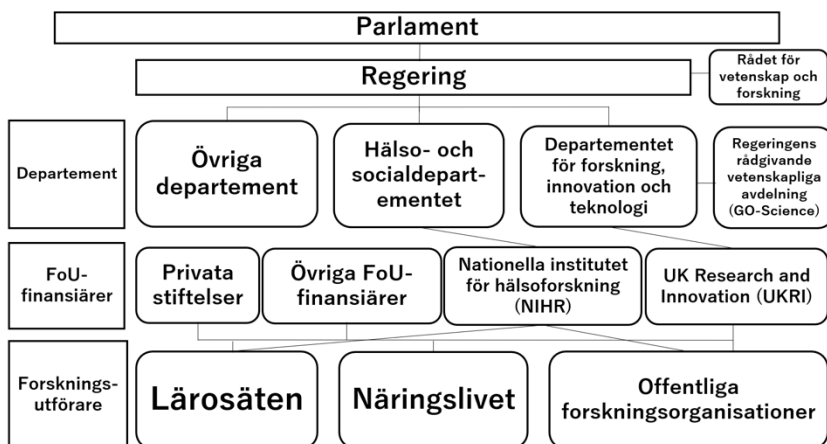 Parlament
Regering
Rådet för
vetenskap och
forskning
Departement
Övriga
departement
Hälso- och
socialdepart-
ementet
Departementet
för forskning,
innovation och
teknologi
Regeringens
rådgivande
vetenskapliga
avdelning
(GO-Science)
FoU-
finansiärer
Privata
stiftelser
Övriga FoU-
finansiärer
Nationella institutet
för hälsoforskning
(NIHR)
UK Research and
Innovation (UKRI)
Forsknings-
utförare
Lärosäten
Näringslivet
Offentliga
forskningsorganisationer